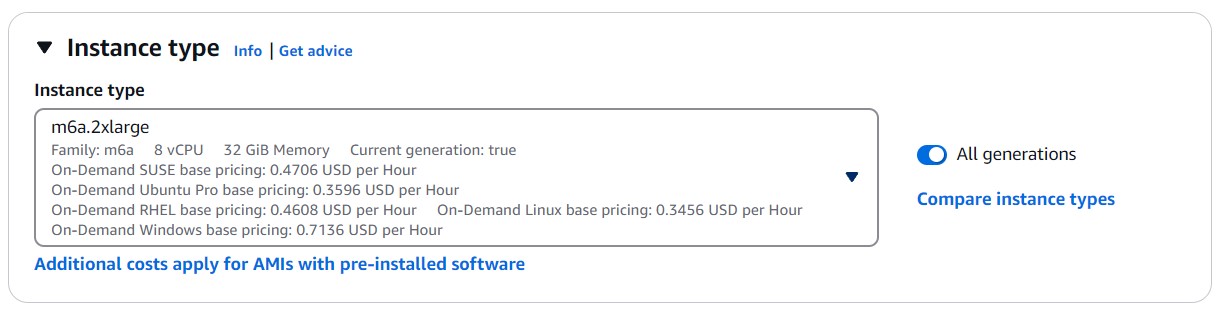 Instance type Info | Get advice
Instance type
m6a.2xlarge
Family: m6a 8 vCPU 32 GiB Memory Current generation: true
On-Demand SUSE base pricing: 0.4706 USD per Hour
On-Demand Ubuntu Pro base pricing: 0.3596 USD per Hour
On-Demand RHEL base pricing: 0.4608 USD per Hour On-Demand Linux base pricing: 0.3456 USD per Hour
On-Demand Windows base pricing: 0.7136 USD per Hour
All generations
Compare instance types
Additional costs apply for AMIs with pre-installed software